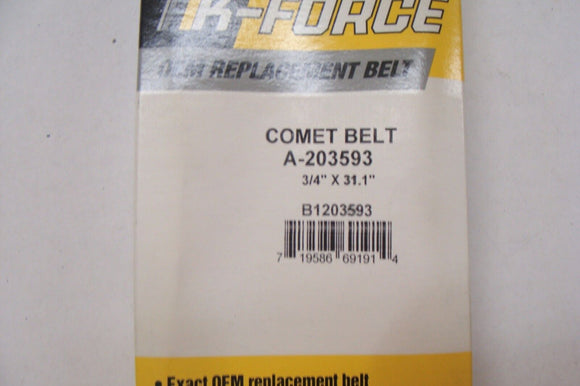 K-FORCE
OEM REPLACEMENT BELT
COMET BELT
A-203593
3/4" X 31.1"
B1203593
7 19586 69191 4
• Exact OEM replacement belt